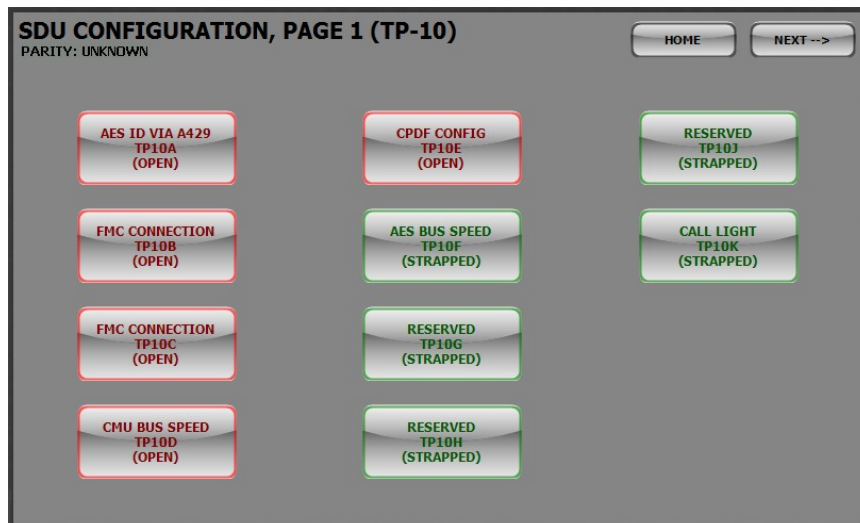 SDU CONFIGURATION, PAGE 1 (TP-10)
PARITY: UNKNOWN
HOME
NEXT -->
AES ID VIA A429
TP10A
(OPEN)
FMC CONNECTION
TP10B
(OPEN)
FMC CONNECTION
TP10C
(OPEN)
CMU BUS SPEED
TP10D
(OPEN)
CPDF CONFIG
TP10E
(OPEN)
AES BUS SPEED
TP10F
(STRAPPED)
RESERVED
TP10G
(STRAPPED)
RESERVED
TP10H
(STRAPPED)
RESERVED
TP10J
(STRAPPED)
CALL LIGHT
TP10K
(STRAPPED)